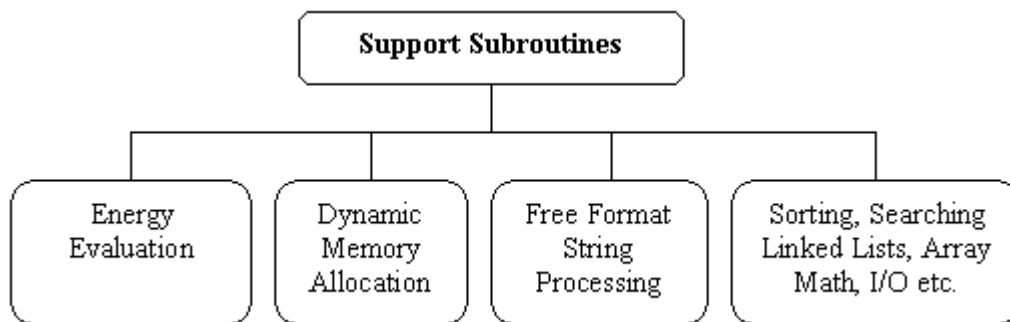 Support Subroutines
Energy
Evaluation
Dynamic
Memory
Allocation
Free Format
String
Processing
Sorting, Searching
Linked Lists, Array
Math, I/O etc.